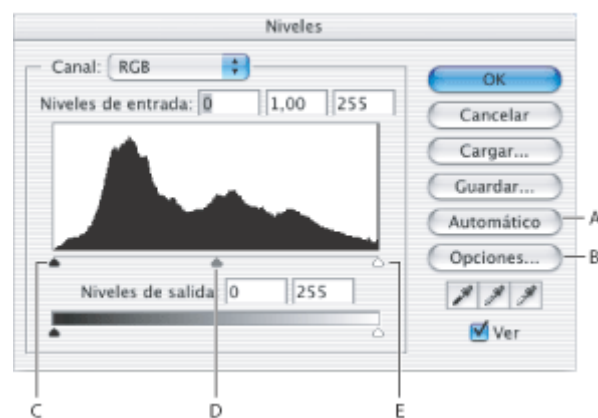 Niveles
Canal: RGB
Niveles de entrada: 0 1,00 255
Niveles de salida 0 255
OK
Cancelar
Cargar...
Guardar...
Automático
Opciones...
Ver
A
B
C
D
E